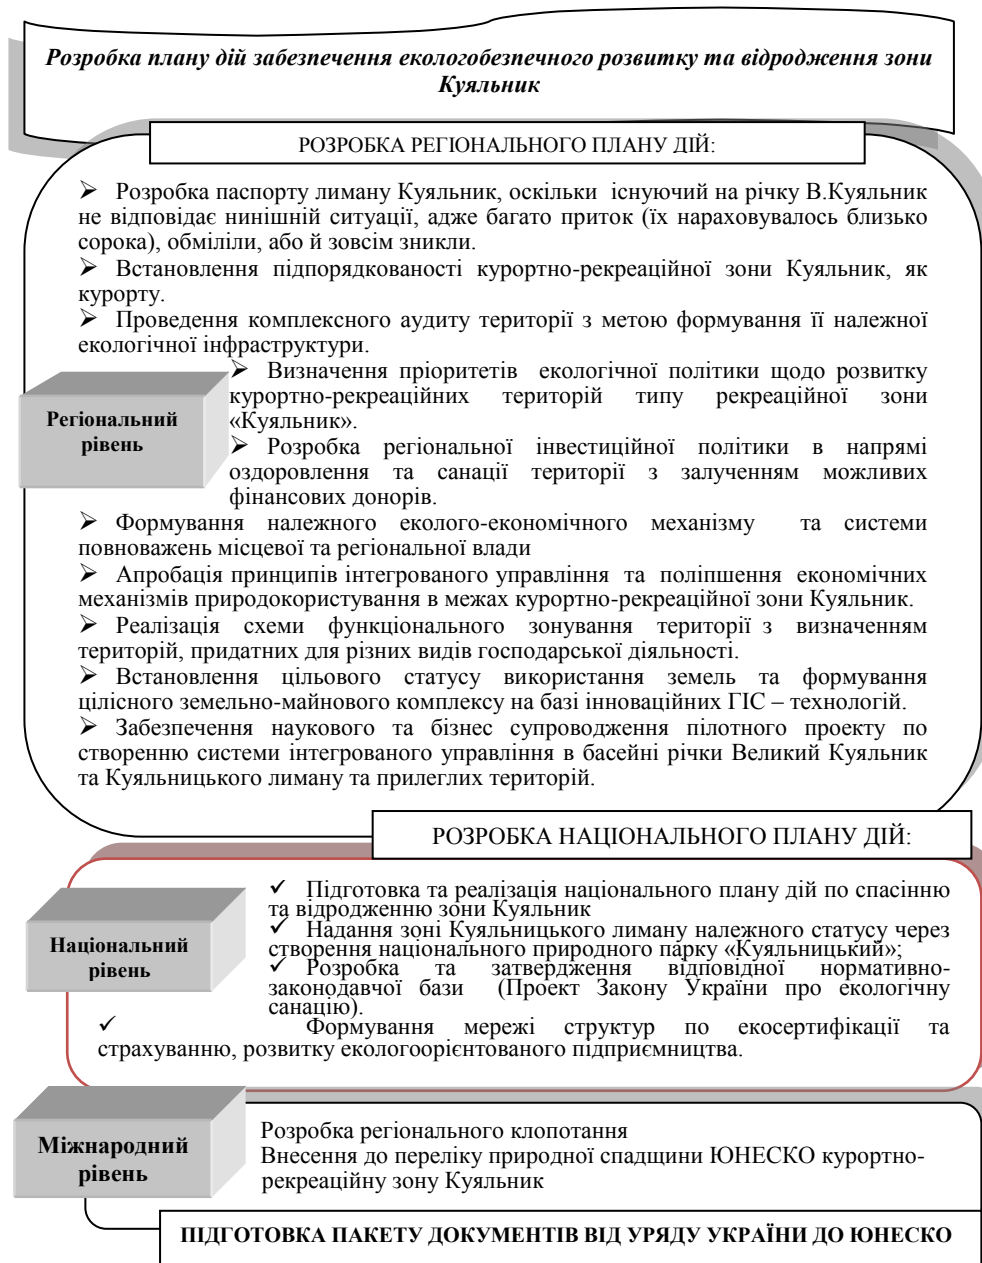 Розробка плану дій забезпечення екологобезпечного розвитку та відродження зони
Куяльник
РОЗРОБКА РЕГІОНАЛЬНОГО ПЛАНУ ДІЙ:
➢ Розробка паспорту лиману Куяльник, оскільки існуючий на річку В.Куяльник
не відповідає нинішній ситуації, адже багато приток (їх нараховувалось близько
сорока), обміліли, або й зовсім зникли.
➢ Встановлення підпорядкованості курортно-рекреаційної зони Куяльник, як
курорту.
➢ Проведення комплексного аудиту території з метою формування її належної
екологічної інфраструктури.
➢ Визначення пріоритетів екологічної політики щодо розвитку
курортно-рекреаційних територій типу рекреаційної зони
«Куяльник».
➢ Розробка регіональної інвестиційної політики в напрямі
оздоровлення та санації території з залученням можливих
фінансових донорів.
Регіональний
рівень
➢ Формування належного еколого-економічного механізму та системи
повноважень місцевої та регіональної влади
➢ Апробація принципів інтегрованого управління та поліпшення економічних
механізмів природокористування в межах курортно-рекреаційної зони Куяльник.
➢ Реалізація схеми функціонального зонування території з визначенням
територій, придатних для різних видів господарської діяльності.
➢ Встановлення цільового статусу використання земель та формування
цілісного земельно-майнового комплексу на базі інноваційних ГІС – технологій.
➢ Забезпечення наукового та бізнес супроводження пілотного проекту по
створенню системи інтегрованого управління в басейні річки Великий Куяльник
та Куяльницького лиману та прилеглих територій.
РОЗРОБКА НАЦІОНАЛЬНОГО ПЛАНУ ДІЙ:
✓ Підготовка та реалізація національного плану дій по спасінню
та відродженню зони Куяльник
✓ Надання зоні Куяльницького лиману належного статусу через
створення національного природного парку «Куяльницький»;
✓ Розробка та затвердження відповідної нормативно-
законодавчої бази (Проект Закону України про екологічну
санацію).
✓ Формування мережі структур по екосертифікації та
страхуванню, розвитку екологоорієнтованого підприємництва.
Національний
рівень
Міжнародний
рівень
Розробка регіонального клопотання
Внесення до переліку природної спадщини ЮНЕСКО курортно-
рекреаційну зону Куяльник
ПІДГОТОВКА ПАКЕТУ ДОКУМЕНТІВ ВІД УРЯДУ УКРАЇНИ ДО ЮНЕСКО